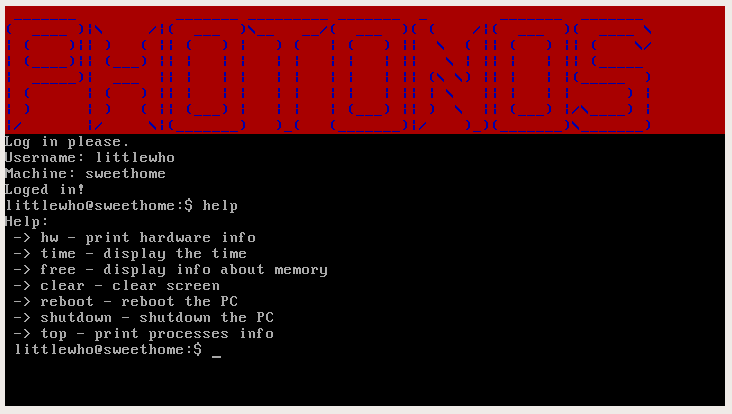 PHOTONOS
Log in please.
Username: littlewho
Machine: sweethome
Loged in!
littlewho@sweethome:$ help
Help:
-> hw - print hardware info
-> time - display the time
-> free - display info about memory
-> clear - clear screen
-> reboot - reboot the PC
-> shutdown - shutdown the PC
-> top - print processes info
littlewho@sweethome:$ _